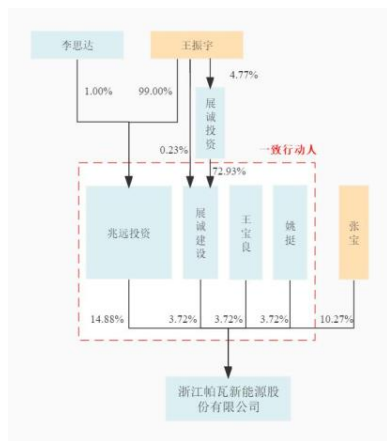 李思达
王振宇
4.77%
1.00%
99.00%
展诚投资
0.23%
一致行动人
72.93%
兆远投资
展诚建设
王宝良
姚挺
张宝
14.88%
3.72%
3.72%
3.72%
10.27%
浙江帕瓦新能源股
份有限公司